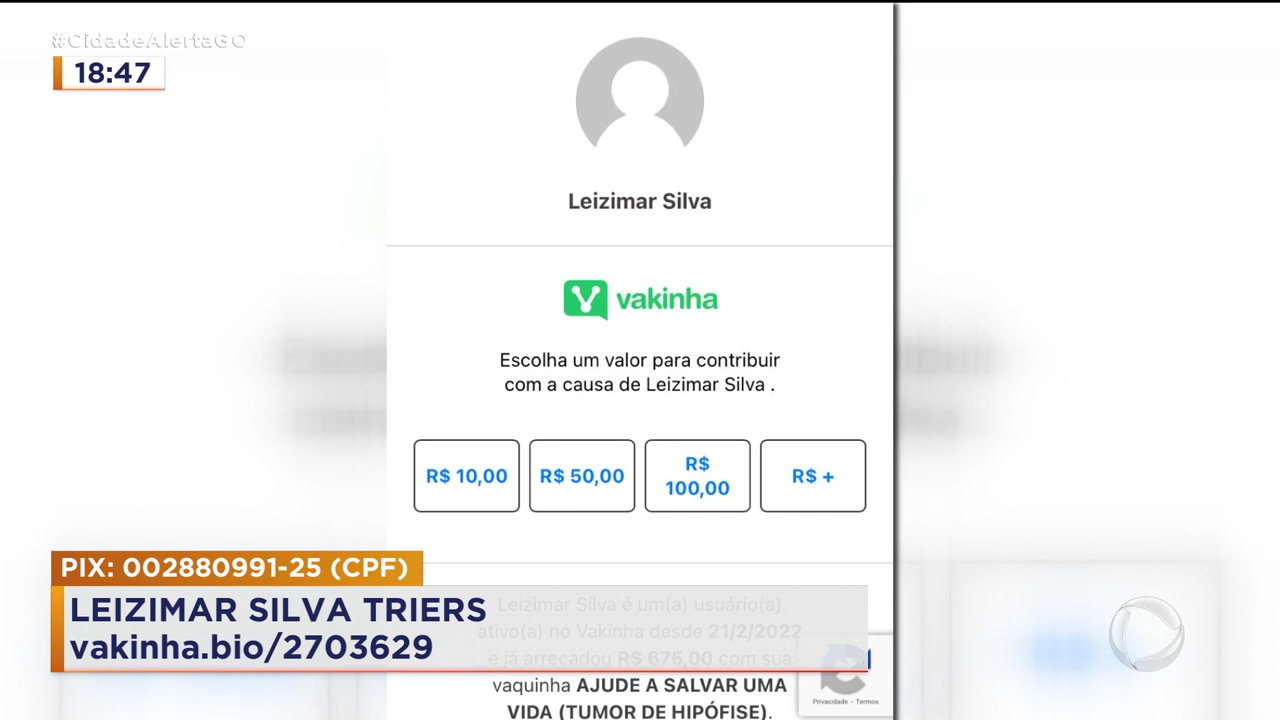 #CidadeAlertaGO
18:47
Leizimar Silva
vakinha
Escolha um valor para contribuir
com a causa de Leizimar Silva .
R$ 10,00
R$ 50,00
R$
100,00
R$ +
PIX: 002880991-25 (CPF)
LEIZIMAR SILVA TRIERS
vakinha.bio/2703629
Leizimar Silva é um(a) usuário(a)
ativo(a) no Vakinha desde 21/2/2022
e já arrecadou R$ 675,00 com sua
vaquinha AJUDE A SALVAR UMA
VIDA (TUMOR DE HIPÓFISE).
Privacidade - Termos